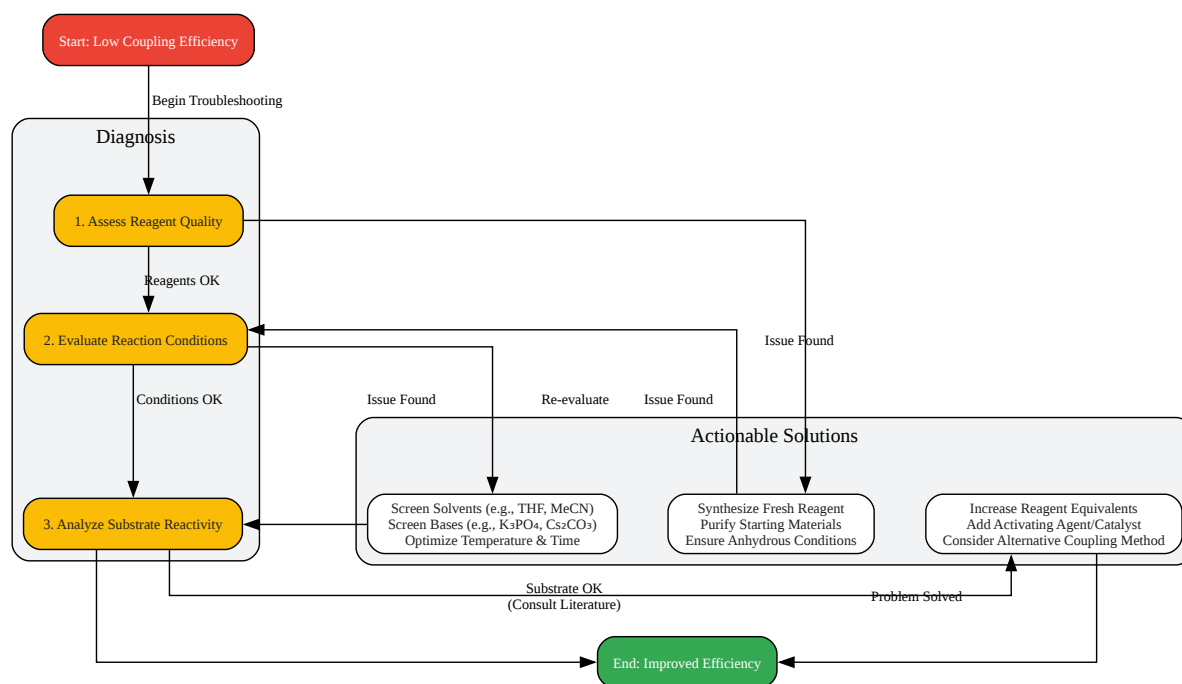 Start: Low Coupling Efficiency
Begin Troubleshooting
Diagnosis
1. Assess Reagent Quality
Reagents OK
2. Evaluate Reaction Conditions
Issue Found
Conditions OK
Issue Found
Re-evaluate
Issue Found
Actionable Solutions
3. Analyze Substrate Reactivity
Screen Solvents (e.g., THF, MeCN)
Screen Bases (e.g., K₃PO₄, Cs₂CO₃)
Optimize Temperature & Time
Synthesize Fresh Reagent
Purify Starting Materials
Ensure Anhydrous Conditions
Increase Reagent Equivalents
Add Activating Agent/Catalyst
Consider Alternative Coupling Method
Substrate OK
(Consult Literature)
Problem Solved
End: Improved Efficiency